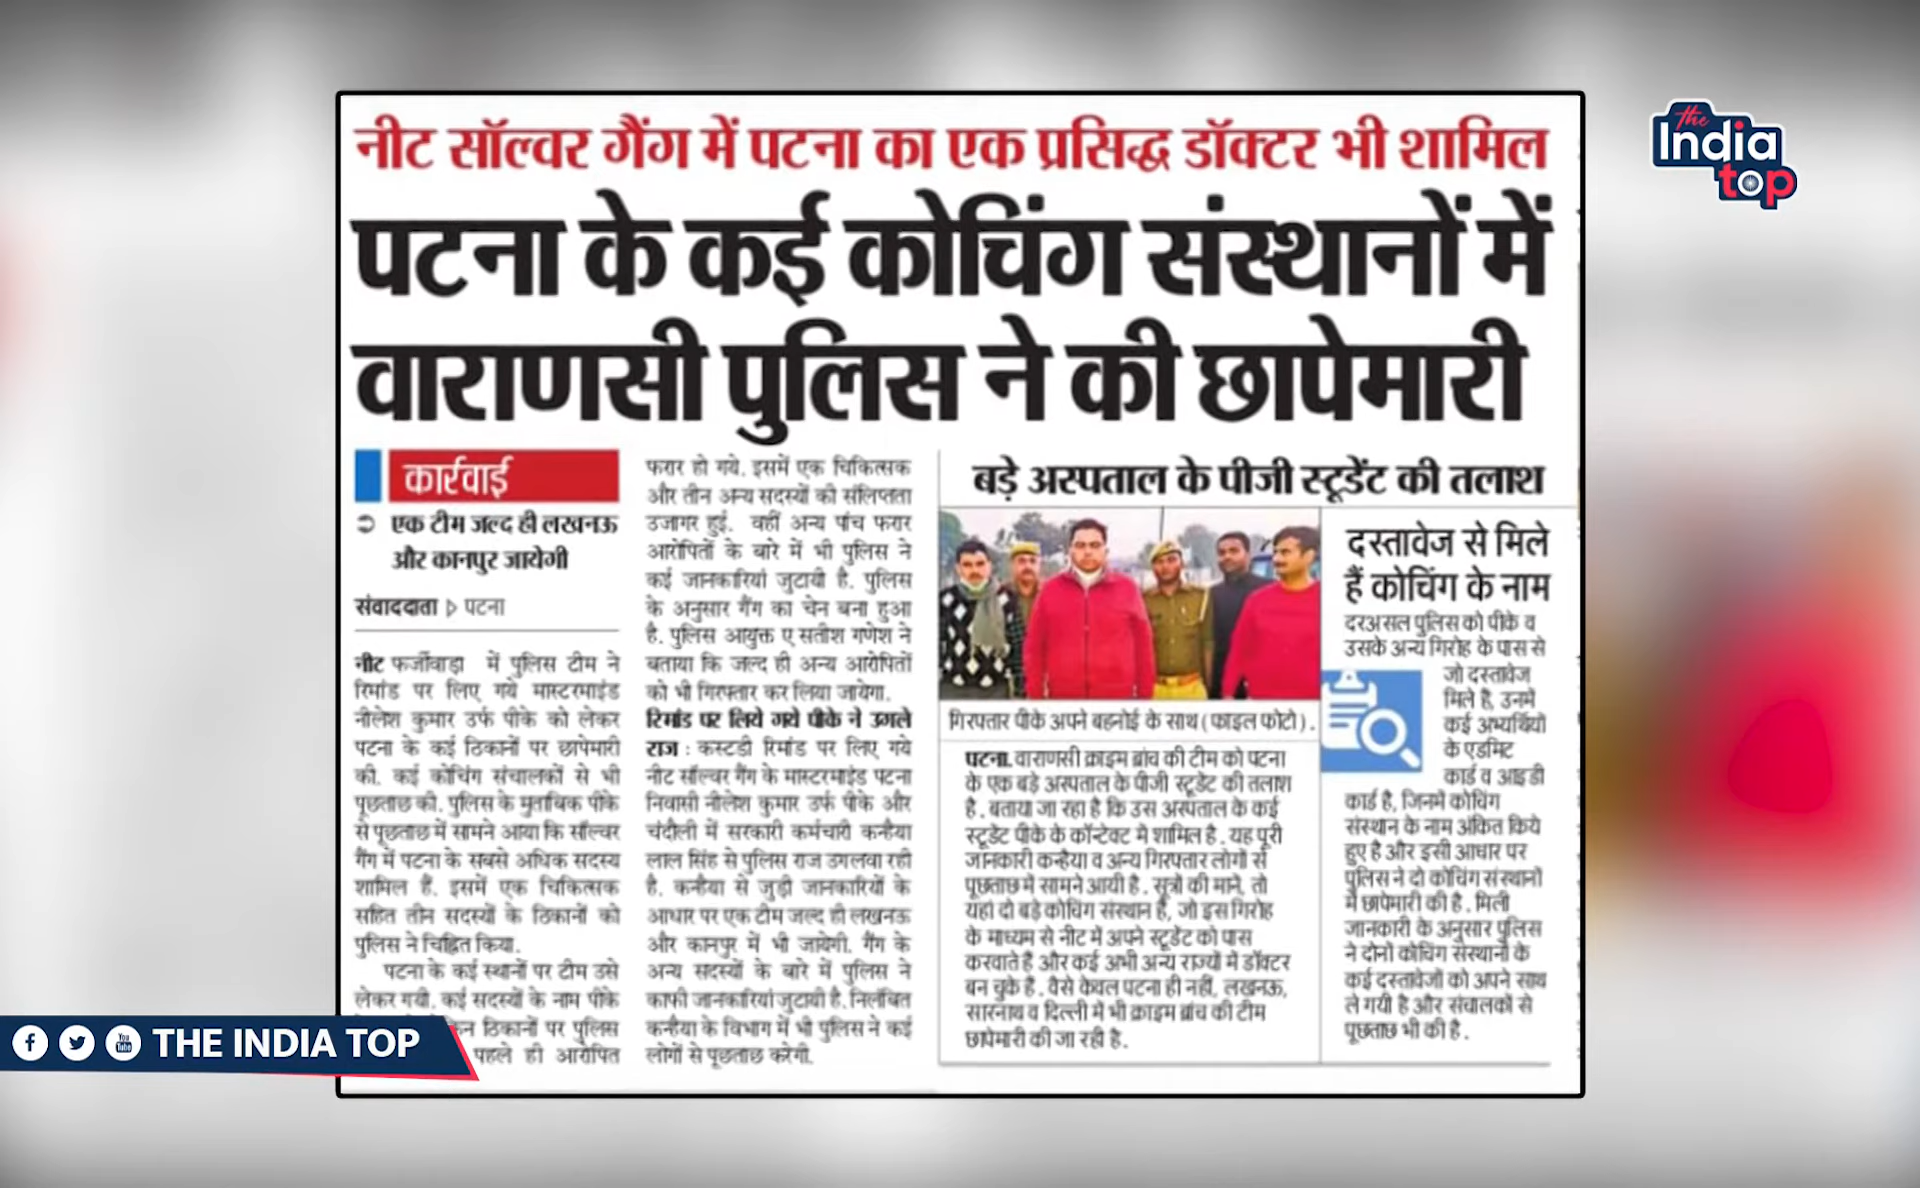 the
India
top
नीट सॉल्वर गैंग में पटना का एक प्रसिद्ध डॉक्टर भी शामिल
पटना के कई कोचिंग संस्थानों में
वाराणसी पुलिस ने की छापेमारी
कार्रवाई
एक टीम जल्द ही लखनऊ
और कानपुर जायेगी
संवाददाता ▷ पटना
नीट फर्जीवाड़ा में पुलिस टीम ने
रिमांड पर लिए गये मास्टरमाइंड
नीलेश कुमार उर्फ पीके को लेकर
पटना के कई ठिकानों पर छापेमारी
की. कई कोचिंग संचालकों से भी
पूछताछ की. पुलिस के मुताबिक पीके
से पूछताछ में सामने आया कि सॉल्वर
गैंग में पटना के सबसे अधिक सदस्य
शामिल हैं. इसमें एक चिकित्सक
सहित तीन सदस्यों के ठिकानों को
पुलिस ने चिह्नित किया.
पटना के कई स्थानों पर टीम उसे
लेकर गयी. कई सदस्यों के नाम पीके
ठिकानों पर पुलिस
पहले ही आरोपित
फरार हो गये. इसमें एक चिकित्सक
और तीन अन्य सदस्यों की संलिप्तता
उजागर हुई. वहीं अन्य पांच फरार
आरोपितों के बारे में भी पुलिस ने
कई जानकारियां जुटायी है. पुलिस
के अनुसार गैंग का चेन बना हुआ
है. पुलिस आयुक्त ए सतीश गणेश ने
बताया कि जल्द ही अन्य आरोपितों
को भी गिरफ्तार कर लिया जायेगा.
रिमांड पर लिये गये पीके ने उगले
राज : कस्टडी रिमांड पर लिए गये
नीट सॉल्वर गैंग के मास्टरमाइंड पटना
निवासी नीलेश कुमार उर्फ पीके और
चंदौली में सरकारी कर्मचारी कन्हैया
लाल सिंह से पुलिस राज उगलवा रही
है. कन्हैया से जुड़ी जानकारियों के
आधार पर एक टीम जल्द ही लखनऊ
और कानपुर में भी जायेगी. गैंग के
अन्य सदस्यों के बारे में पुलिस ने
काफी जानकारियां जुटायी है. निलंबित
कन्हैया के विभाग में भी पुलिस ने कई
लोगों से पूछताछ करेगी.
बड़े अस्पताल के पीजी स्टूडेंट की तलाश
गिरफ्तार पीके अपने बहनोई के साथ ( फाइल फोटो ) .
पटना. वाराणसी क्राइम ब्रांच की टीम को पटना
के एक बड़े अस्पताल के पीजी स्टूडेंट की तलाश
है . बताया जा रहा है कि उस अस्पताल के कई
स्टूडेंट पीके के कॉन्टेक्ट में शामिल है . यह पूरी
जानकारी कन्हैया व अन्य गिरफ्तार लोगों से
पूछताछ में सामने आयी है . सूत्रों की मानें, तो
यहां दो बड़े कोचिंग संस्थान हैं, जो इस गिरोह
के माध्यम से नीट में अपने स्टूडेंट को पास
करवाते हैं और कई अभी अन्य राज्यों में डॉक्टर
बन चुके हैं . वैसे केवल पटना ही नहीं, लखनऊ,
सारनाथ व दिल्ली में भी क्राइम ब्रांच की टीम
छापेमारी की जा रही है .
दस्तावेज से मिले
हैं कोचिंग के नाम
दरअसल पुलिस को पीके व
उसके अन्य गिरोह के पास से
जो दस्तावेज
मिले हैं, उनमें
कई अभ्यर्थियों
के एडमिट
कार्ड व आइडी
कार्ड है, जिनमें कोचिंग
संस्थान के नाम अंकित किये
हुए है और इसी आधार पर
पुलिस ने दो कोचिंग संस्थानों
में छापेमारी की है . मिली
जानकारी के अनुसार पुलिस
ने दोनों कोचिंग संस्थानों के
कई दस्तावेजों को अपने साथ
ले गयी है और संचालकों से
पूछताछ भी की है .
You Tube THE INDIA TOP